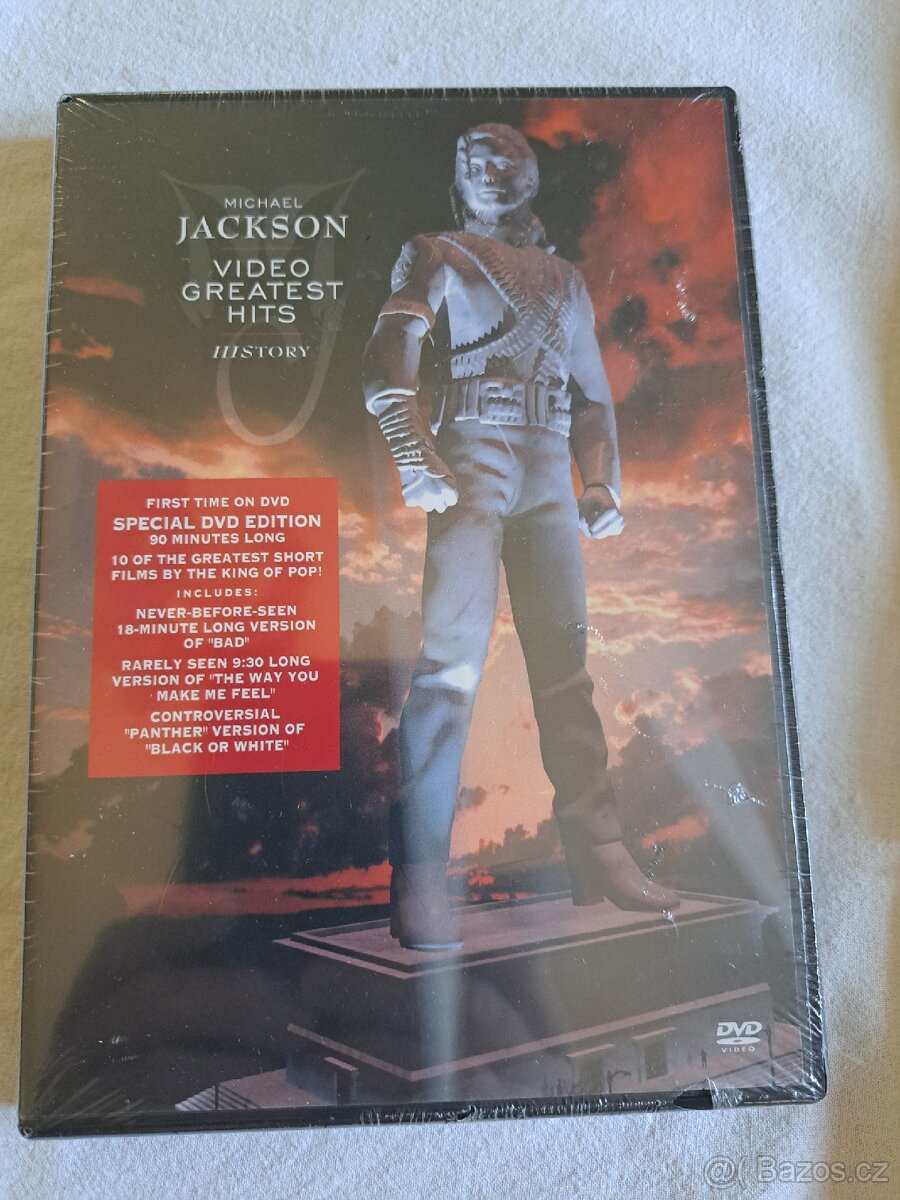 MICHAEL
JACKSON
VIDEO
GREATEST
HITS
HISTORY
FIRST TIME ON DVD
SPECIAL DVD EDITION
90 MINUTES LONG
10 OF THE GREATEST SHORT
FILMS BY THE KING OF POP!
INCLUDES:
NEVER-BEFORE-SEEN
18-MINUTE LONG VERSION
OF "BAD"
RARELY SEEN 9:30 LONG
VERSION OF "THE WAY YOU
MAKE ME FEEL"
CONTROVERSIAL
"PANTHER" VERSION OF
"BLACK OR WHITE"
DVD
VIDEO
@( Bazos.cz